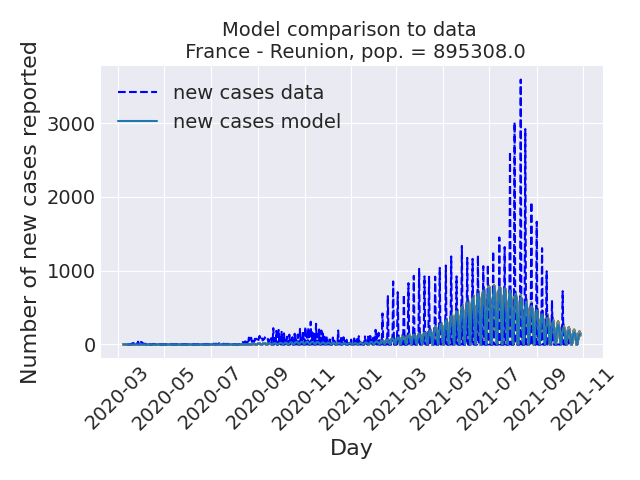 Model comparison to data
France - Reunion, pop. = 895308.0
Number of new cases reported
new cases data
new cases model
3000
2000
1000
0
2020-03
2020-05
2020-07
2020-09
2020-11
2021-01
2021-03
2021-05
2021-07
2021-09
2021-11
Day